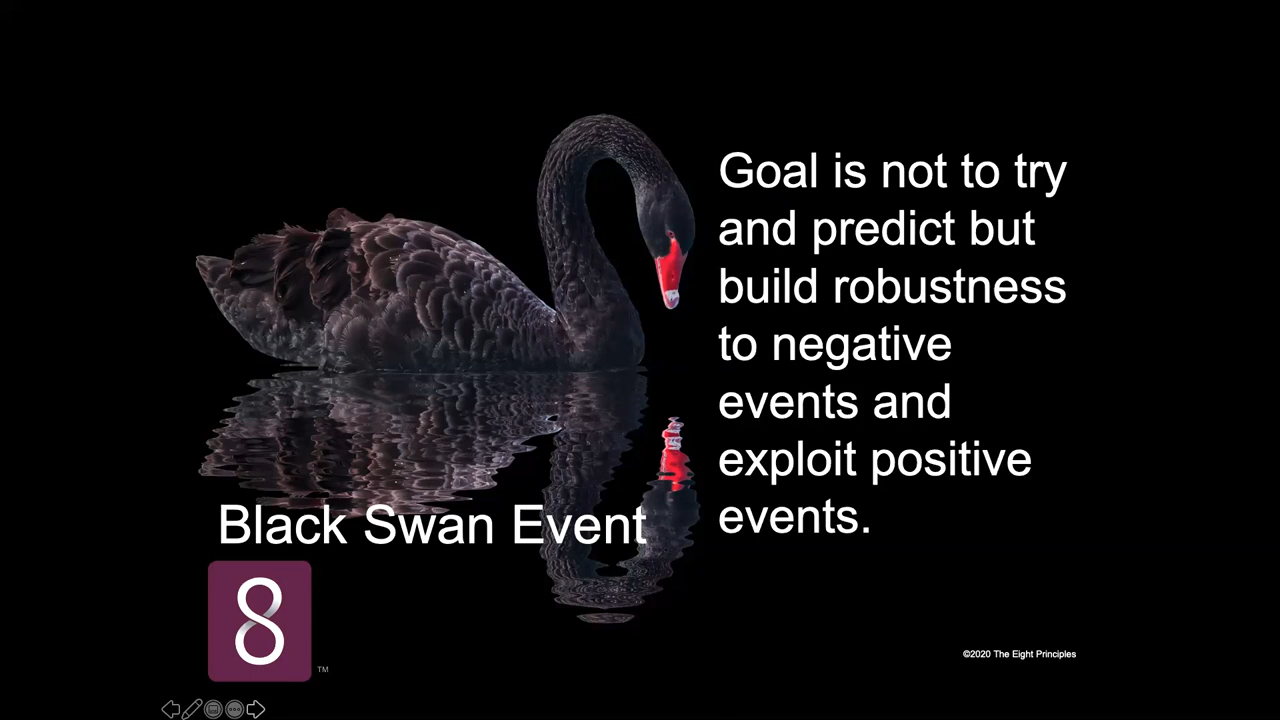 Goal is not to try
and predict but
build robustness
to negative
events and
exploit positive
events.
Black Swan Event
8
TM
©2020 The Eight Principles